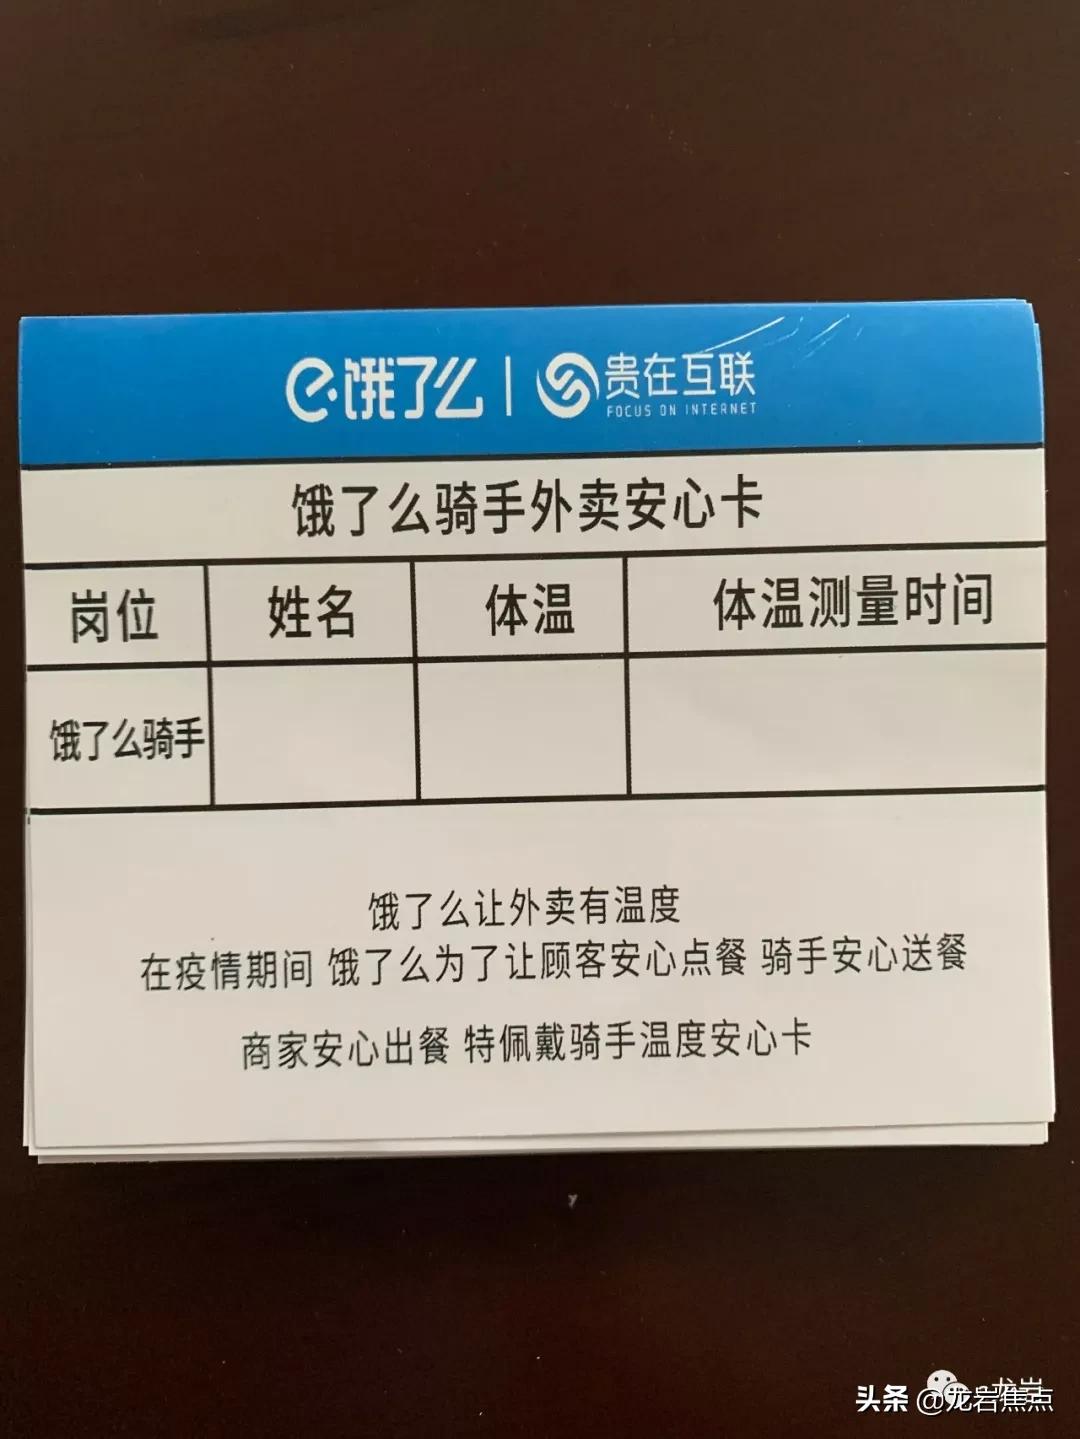 饿了么 | 贵在互联
FOCUS ON INTERNET
饿了么骑手外卖安心卡
岗位 姓名 体温 体温测量时间
饿了么骑手
饿了么让外卖有温度
在疫情期间 饿了么为了让顾客安心点餐 骑手安心送餐
商家安心出餐 特佩戴骑手温度安心卡
头条 @龙岩焦点